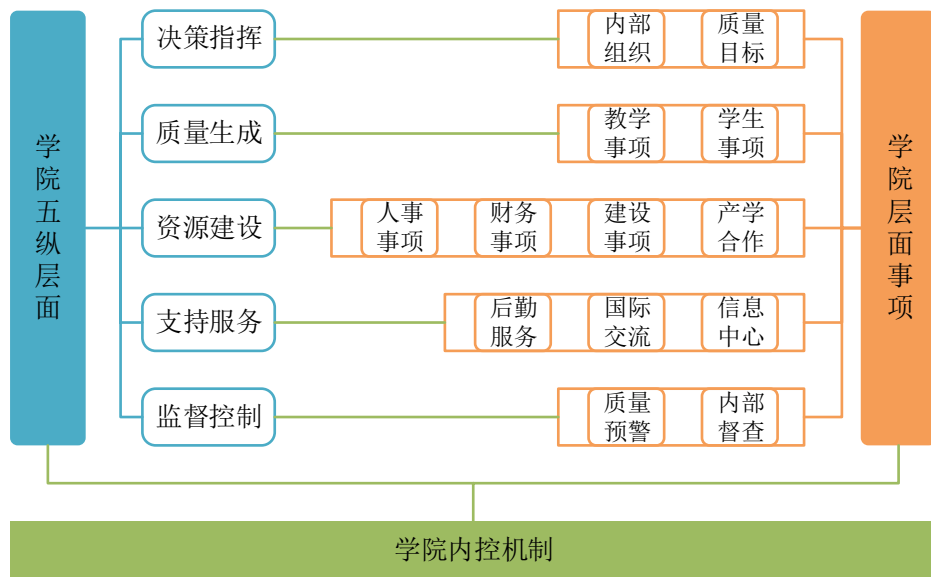 学院五纵层面
决策指挥
内部组织
质量目标
质量生成
教学事项
学生事项
资源建设
人事事项
财务事项
建设事项
产学合作
支持服务
后勤服务
国际交流
信息中心
监督控制
质量预警
内部督查
学院层面事项
学院内控机制